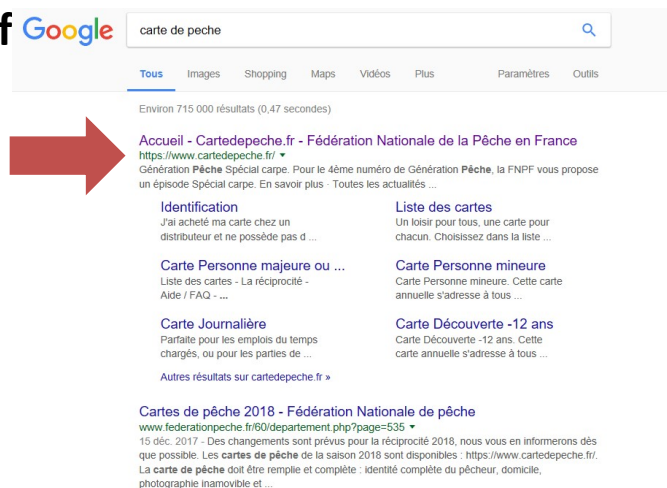 f Google carte de peche
Tous Images Shopping Maps Vidéos Plus Paramètres Outils
Environ 715 000 résultats (0,47 secondes)
Accueil - Cartedepeche.fr - Fédération Nationale de la Pêche en France
https://www.cartedepeche.fr/
Génération Pêche Spécial carpe. Pour le 4ème numéro de Génération Pêche, la FNPF vous propose
un épisode Spécial carpe. En savoir plus · Toutes les actualités ...
Identification
J'ai acheté ma carte chez un
distributeur et ne possède pas d ...
Liste des cartes
Un loisir pour tous, une carte pour
chacun. Choisissez dans la liste ...
Carte Personne majeure ou ...
Liste des cartes - La réciprocité -
Aide / FAQ - ...
Carte Personne mineure
Carte Personne mineure. Cette carte
annuelle s'adresse à tous ...
Carte Journalière
Parfaite pour les emplois du temps
chargés, ou pour les parties de ...
Carte Découverte -12 ans
Carte Découverte -12 ans. Cette
carte annuelle s'adresse à tous ...
Autres résultats sur cartedepeche.fr »
Cartes de pêche 2018 - Fédération Nationale de pêche
www.federationpeche.fr/60/departement.php?page=535
15 déc. 2017 - Des changements sont prévus pour la réciprocité 2018, nous vous en informerons dès
que possible. Les cartes de pêche de la saison 2018 sont disponibles : https://www.cartedepeche.fr/.
La carte de pêche doit être remplie et complète : identité complète du pêcheur, domicile,
photographie inamovible et ...